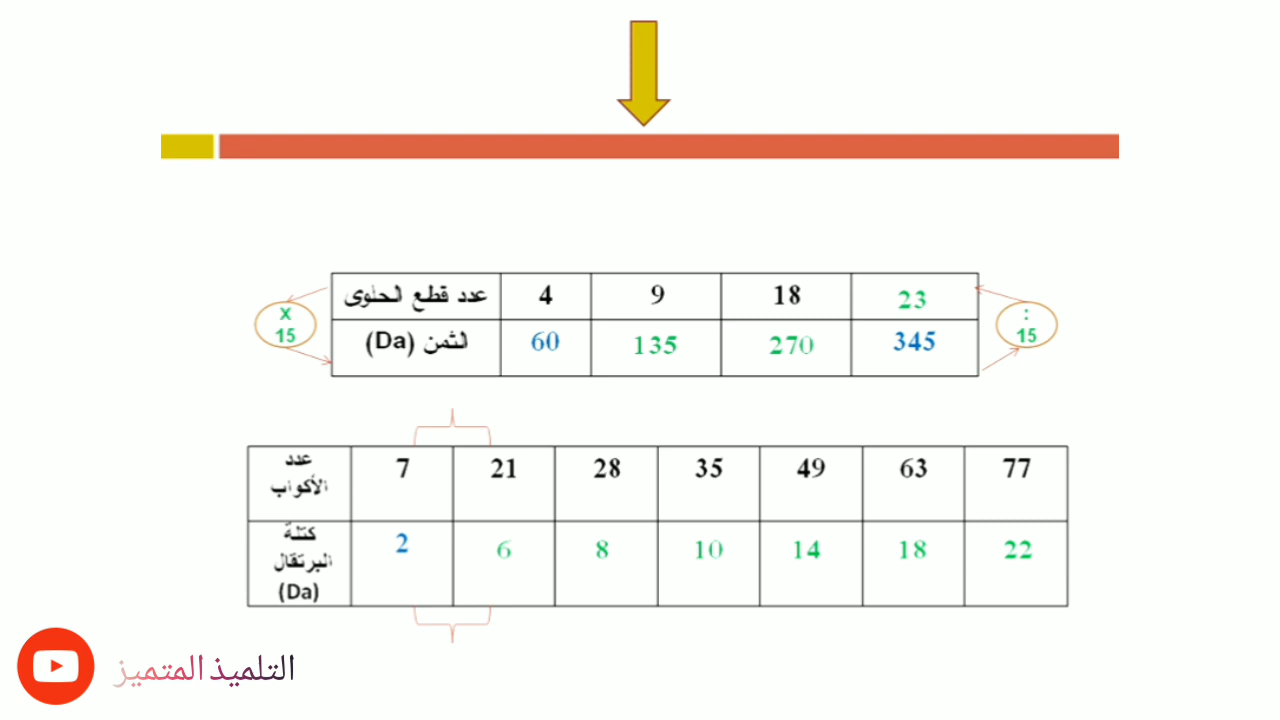 عدد قطع الحلوى 4 9 18 23
X
15
:
15
الثمن (Da) 60 135 270 345
عدد
الأكواب
7 21 28 35 49 63 77
كتلة
البرتقال
(Da)
2 6 8 10 14 18 22
التلميذ المتميز